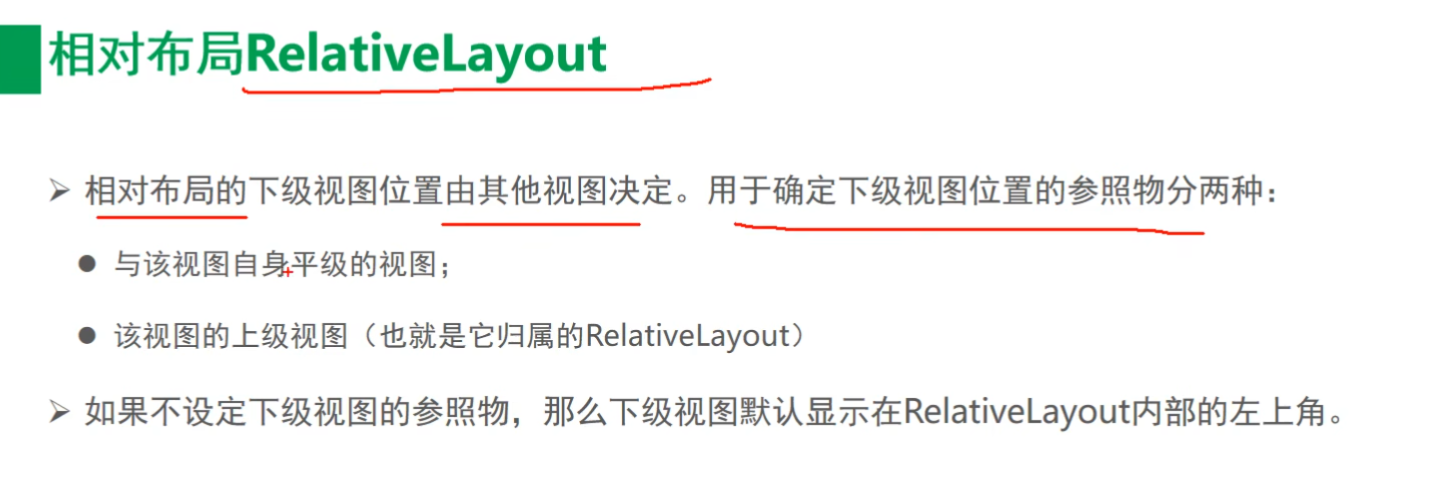 相对布局RelativeLayout
相对布局的下级视图位置由其他视图决定。用于确定下级视图位置的参照物分两种：
与该视图自身平级的视图；
该视图的上级视图（也就是它归属的RelativeLayout）
如果不设定下级视图的参照物，那么下级视图默认显示在RelativeLayout内部的左上角。